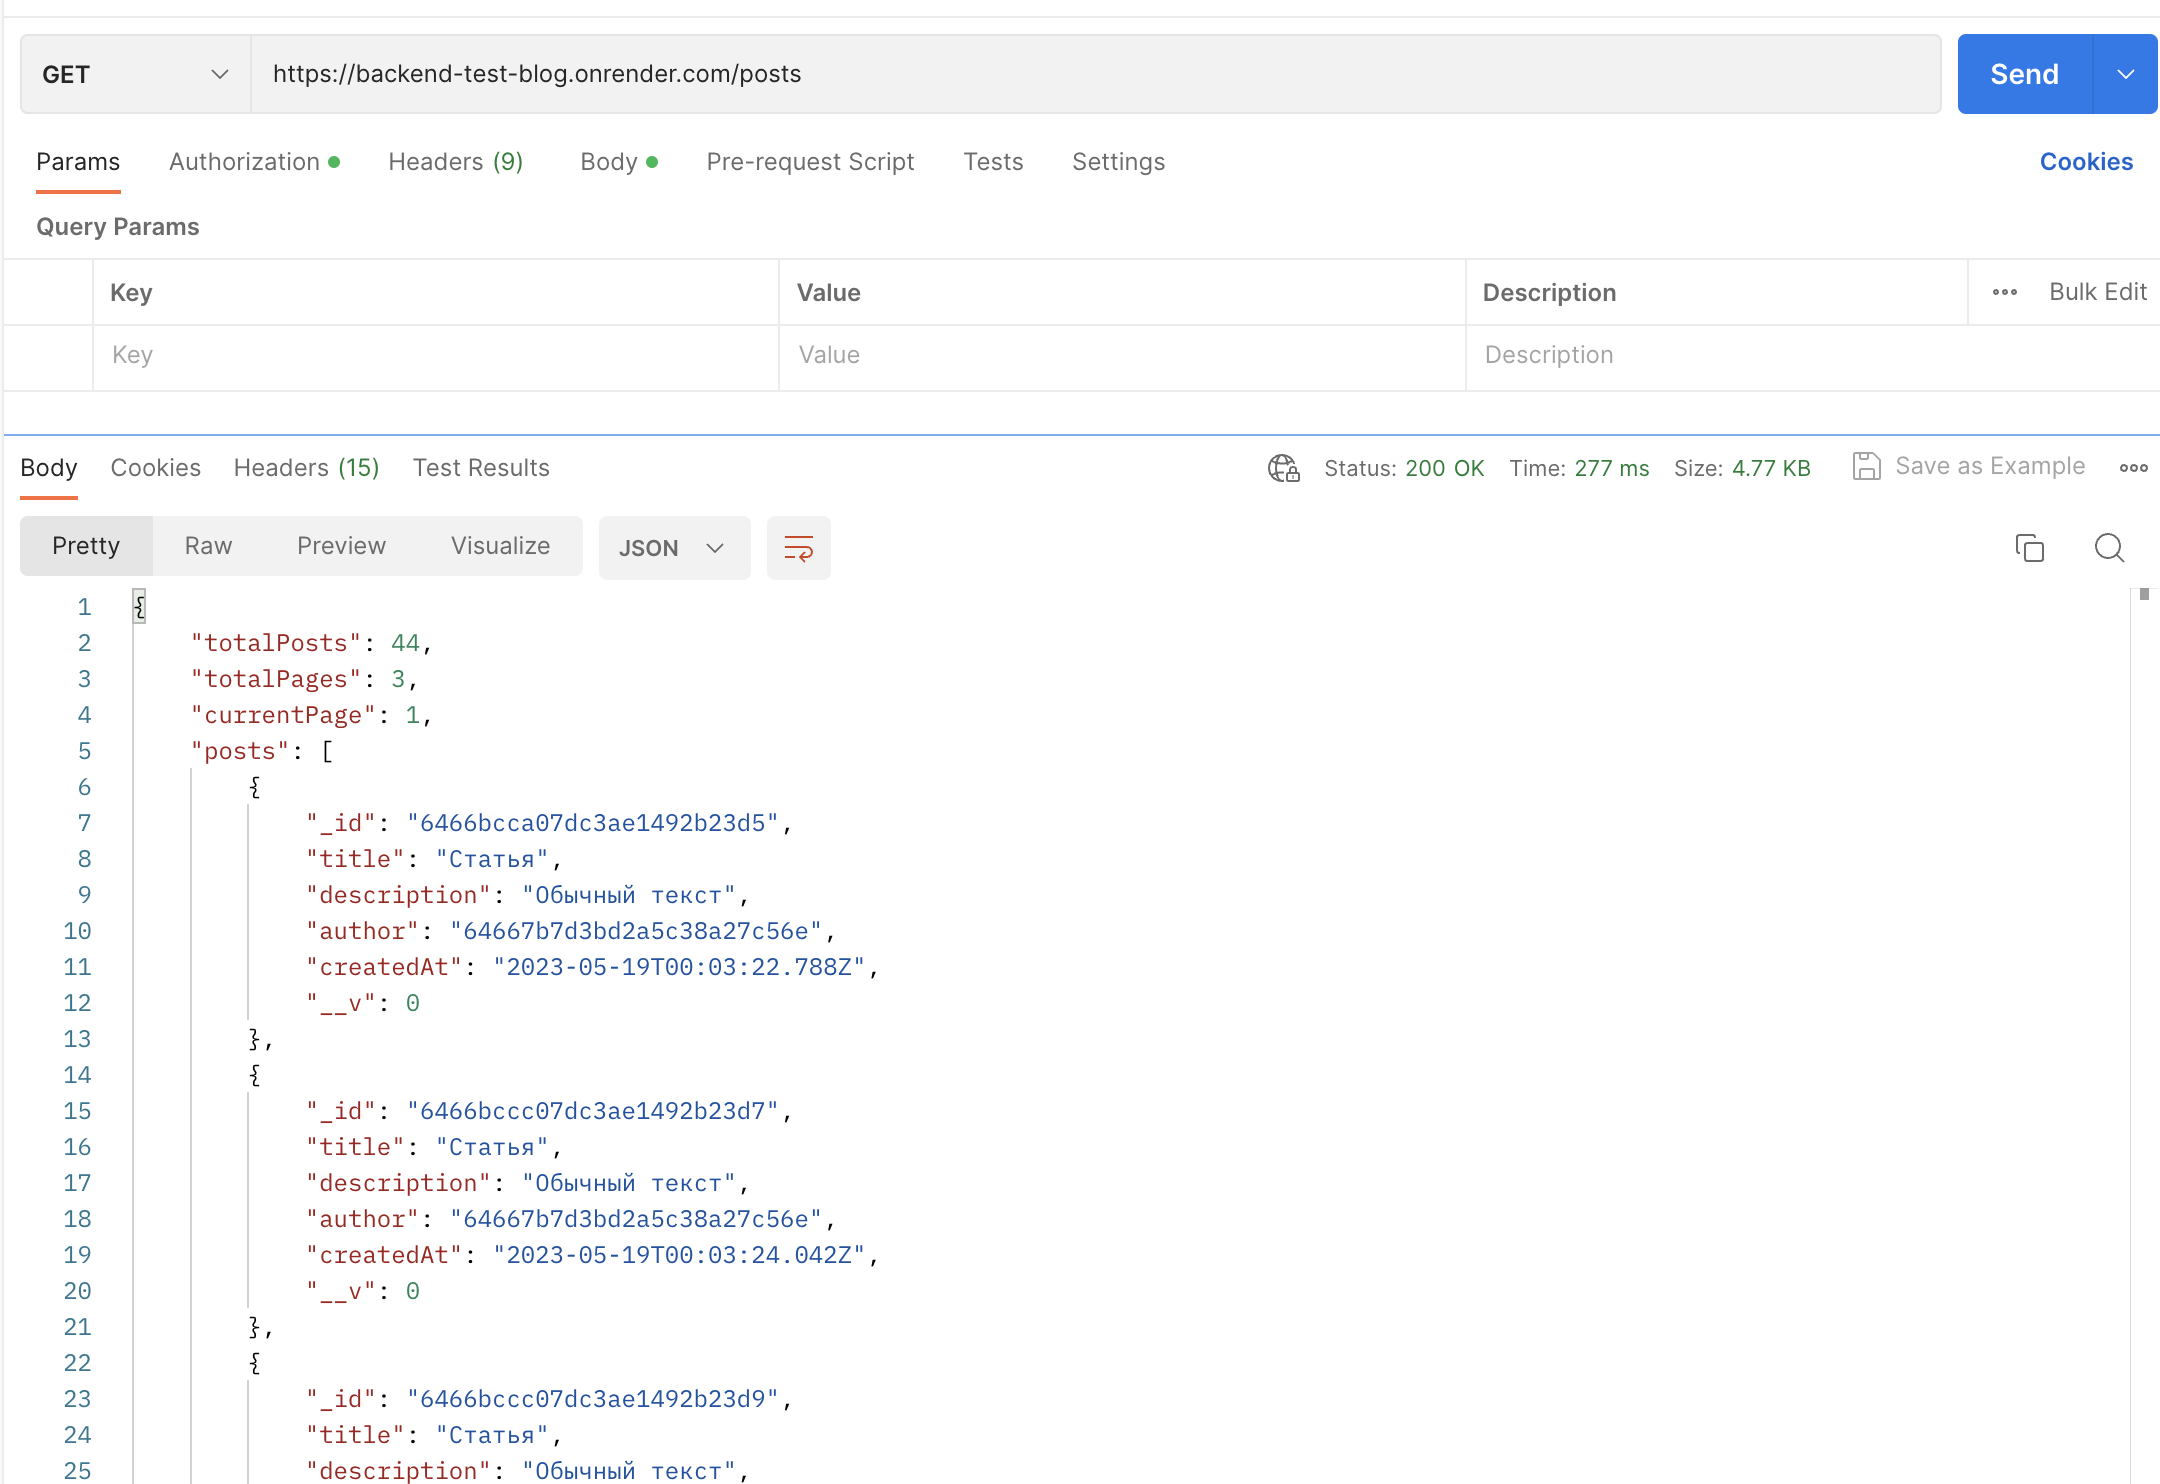 GET https://backend-test-blog.onrender.com/posts Send
Params Authorization Headers (9) Body Pre-request Script Tests Settings Cookies
Query Params
Key Value Description Bulk Edit
Key Value Description
Body Cookies Headers (15) Test Results Status: 200 OK Time: 277 ms Size: 4.77 KB Save as Example
Pretty Raw Preview Visualize JSON
1 {
2 "totalPosts": 44,
3 "totalPages": 3,
4 "currentPage": 1,
5 "posts": [
6 {
7 "_id": "6466bcca07dc3ae1492b23d5",
8 "title": "Статья",
9 "description": "Обычный текст",
10 "author": "64667b7d3bd2a5c38a27c56e",
11 "createdAt": "2023-05-19T00:03:22.788Z",
12 "__v": 0
13 },
14 {
15 "_id": "6466bccc07dc3ae1492b23d7",
16 "title": "Статья",
17 "description": "Обычный текст",
18 "author": "64667b7d3bd2a5c38a27c56e",
19 "createdAt": "2023-05-19T00:03:24.042Z",
20 "__v": 0
21 },
22 {
23 "_id": "6466bccc07dc3ae1492b23d9",
24 "title": "Статья",
25 "description": "Обычный текст",